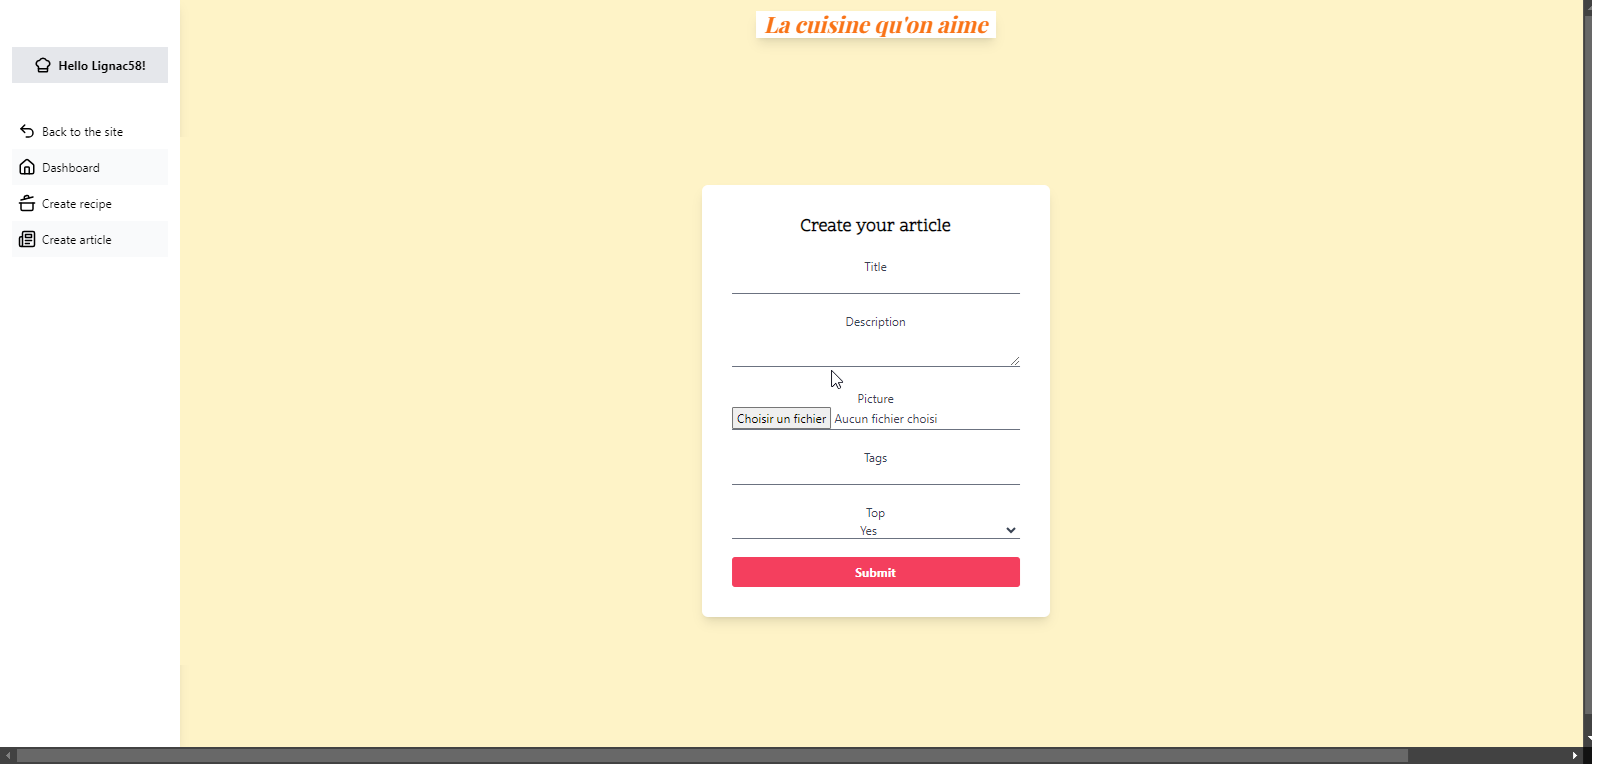 La cuisine qu'on aime
Hello Lignac58!
Back to the site
Dashboard
Create recipe
Create article
Create your article
Title
Description
Picture
Choisir un fichier Aucun fichier choisi
Tags
Top
Yes
Submit